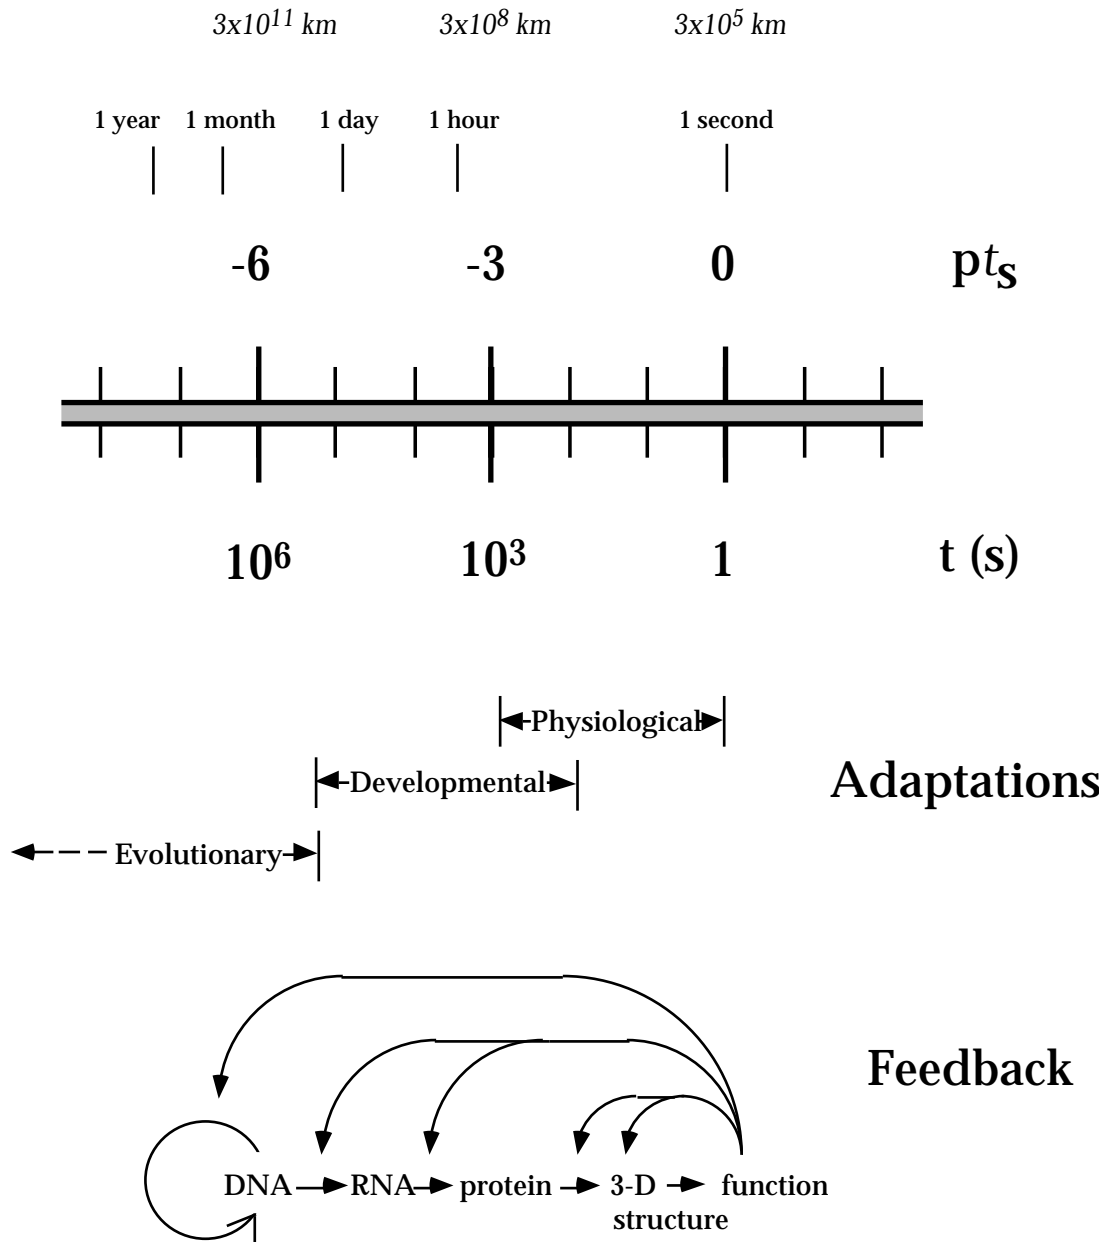 3x10¹¹ km 3x10⁸ km 3x10⁵ km
1 year 1 month 1 day 1 hour 1 second
-6 -3 0 ptₛ
10⁶ 10³ 1 t (s)
Physiological
Developmental
Adaptations
Evolutionary
Feedback
DNA RNA protein 3-D function
structure